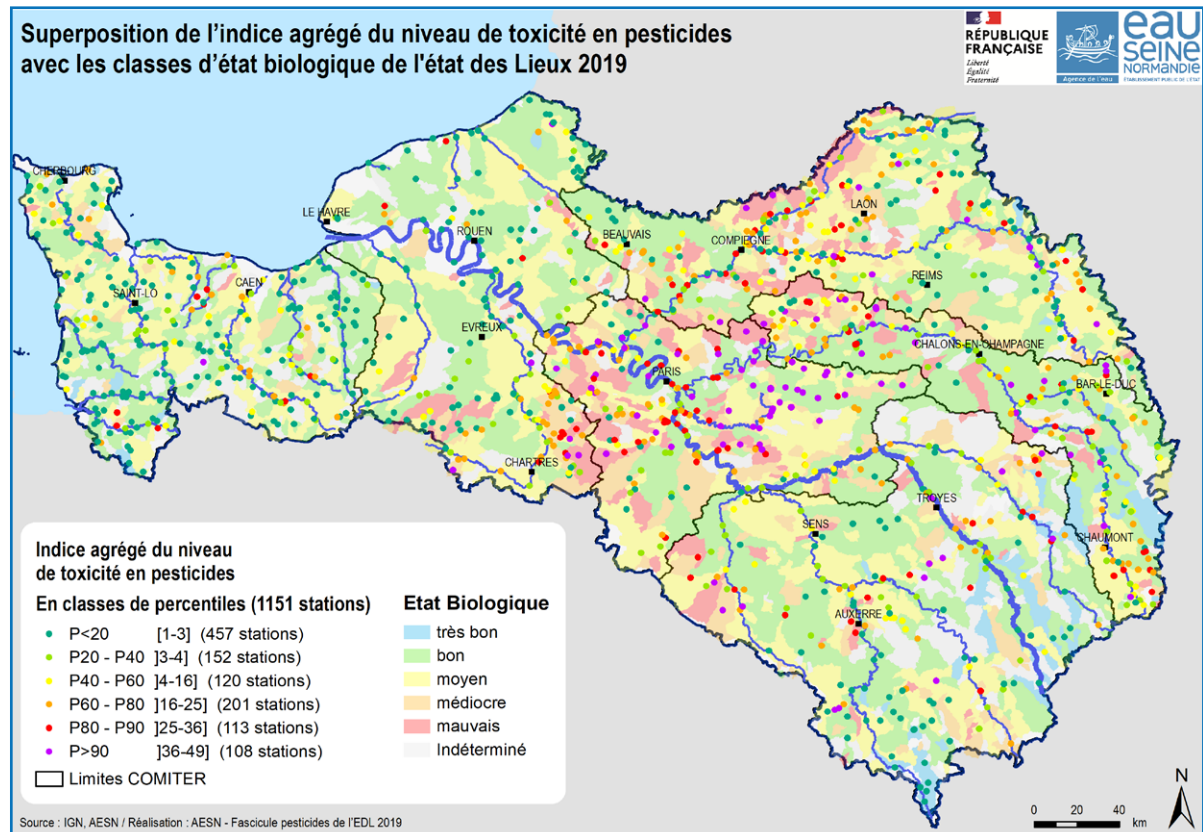 Superposition de l'indice agrégé du niveau de toxicité en pesticides
avec les classes d'état biologique de l'état des Lieux 2019
RÉPUBLIQUE
FRANÇAISE
Liberté
Égalité
Fraternité
Agence de l'eau
eau
SEINE
NORMANDIE
ÉTABLISSEMENT PUBLIC DE L'ÉTAT
CHERBOURG
LE HAVRE
ROUEN
BEAUVAIS
COMPIEGNE
LAON
SAINT-LO
CAEN
REIMS
EVREUX
CHALONS-EN-CHAMPAGNE
PARIS
BAR-LE-DUC
CHARTRES
TROYES
SENS
CHAUMONT
AUXERRE
Indice agrégé du niveau
de toxicité en pesticides
En classes de percentiles (1151 stations)
P<20 [1-3] (457 stations)
P20 - P40 ]3-4] (152 stations)
P40 - P60 ]4-16] (120 stations)
P60 - P80 ]16-25] (201 stations)
P80 - P90 ]25-36] (113 stations)
P>90 ]36-49] (108 stations)
Limites COMITER
Etat Biologique
très bon
bon
moyen
médiocre
mauvais
Indéterminé
N
0 20 40
km
Source : IGN, AESN / Réalisation : AESN - Fascicule pesticides de l'EDL 2019